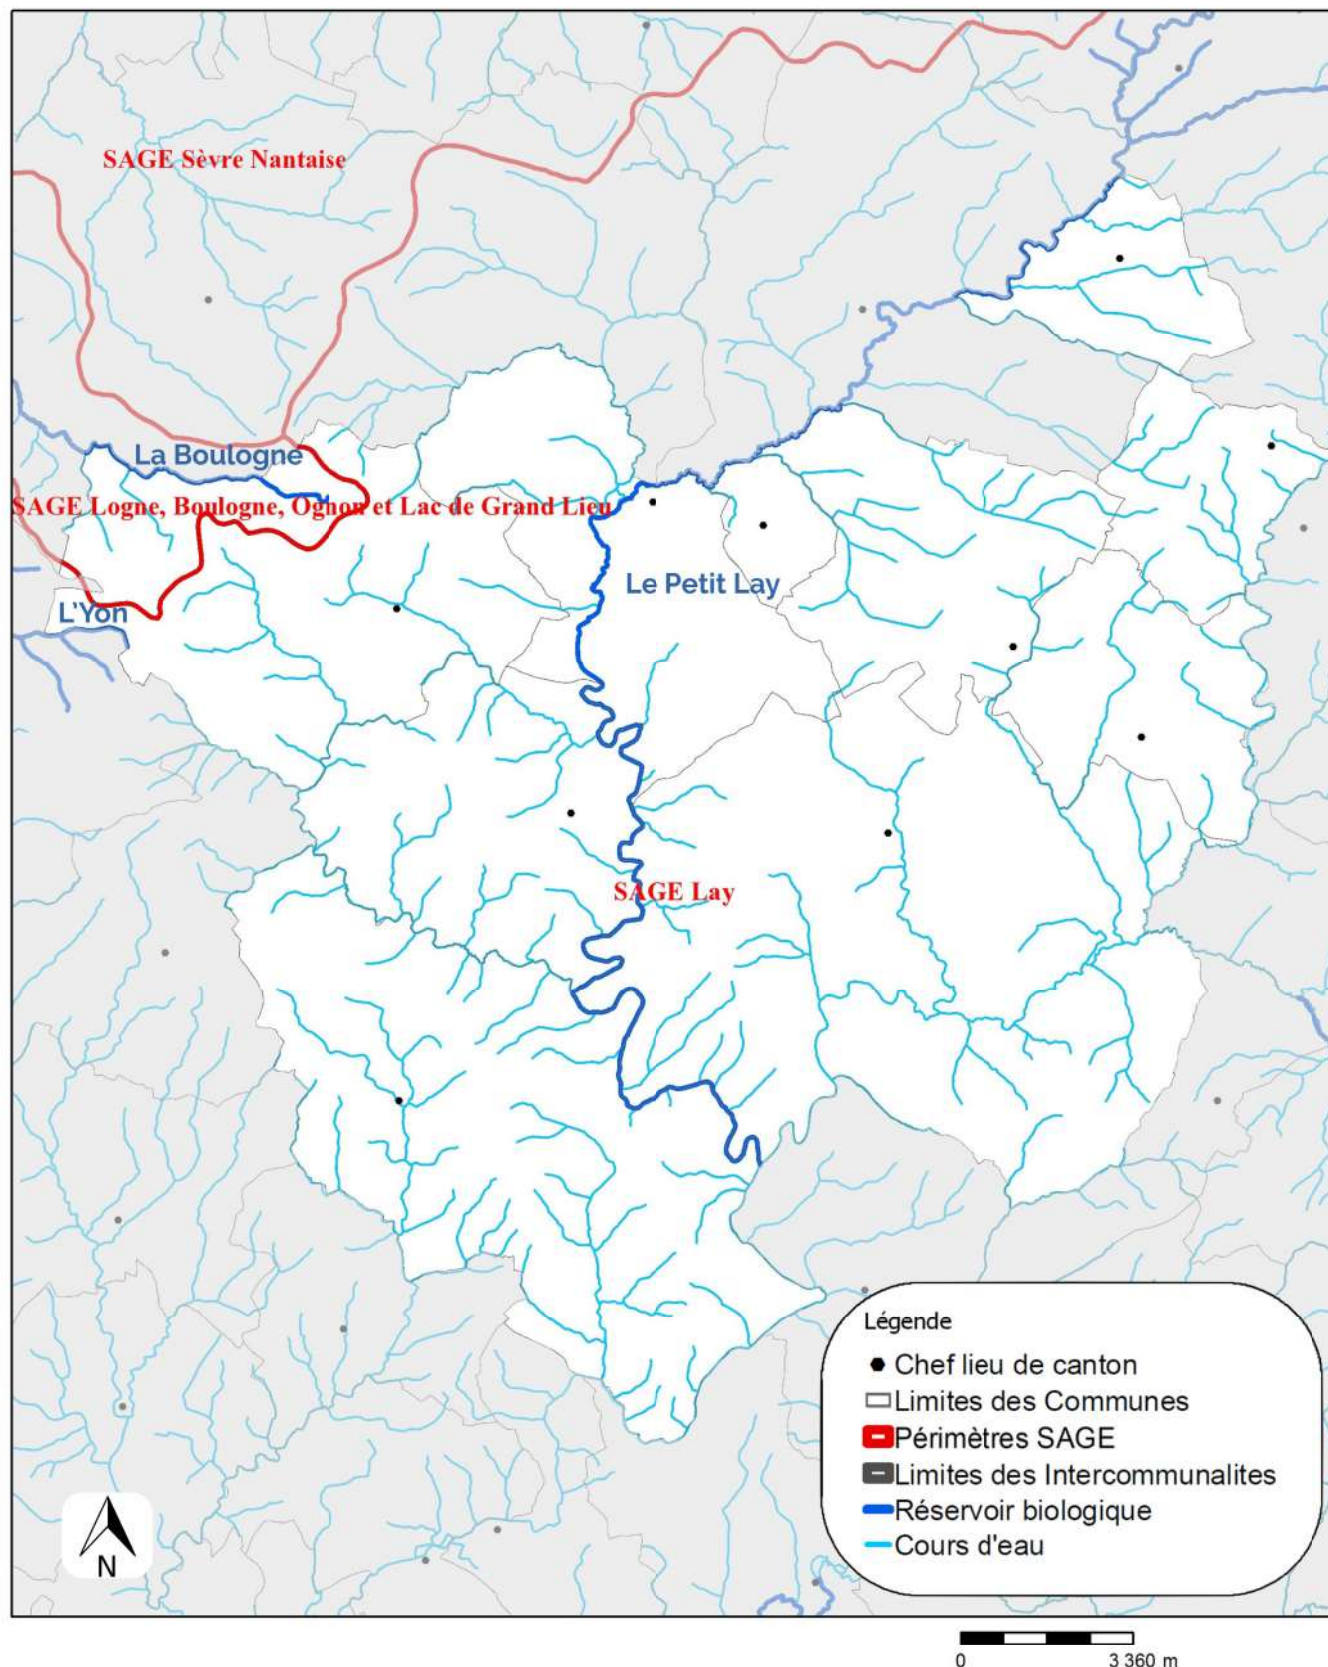 SAGE Sèvre Nantaise
La Boulogne
SAGE Logne, Boulogne, Ognon et Lac de Grand Lieu
Le Petit Lay
L'Yon
SAGE Lay
Légende
Chef lieu de canton
Limites des Communes
Périmètres SAGE
Limites des Intercommunalites
Réservoir biologique
Cours d'eau
N
0 3 360 m